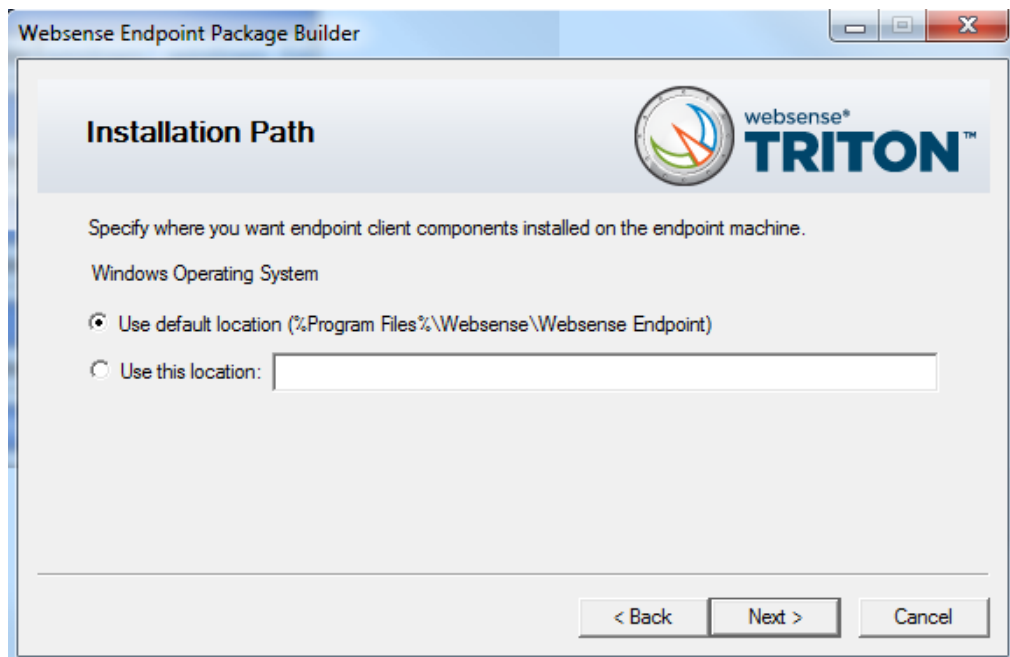 Websense Endpoint Package Builder
Installation Path
websense®
TRITON™
Specify where you want endpoint client components installed on the endpoint machine.
Windows Operating System
Use default location (%Program Files%\Websense\Websense Endpoint)
Use this location:
< Back
Next >
Cancel